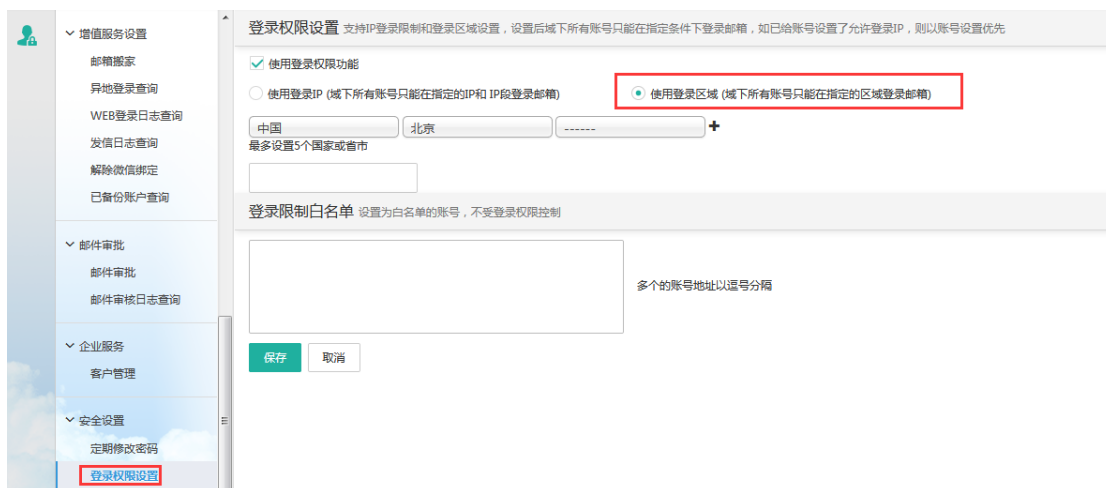 增值服务设置
邮箱搬家
异地登录查询
WEB登录日志查询
发信日志查询
解除微信绑定
已备份账户查询
邮件审批
邮件审批
邮件审核日志查询
企业服务
客户管理
安全设置
定期修改密码
登录权限设置
登录权限设置 支持IP登录限制和登录区域设置，设置后域下所有账号只能在指定条件下登录邮箱，如已给账号设置了允许登录IP，则以账号设置优先
使用登录权限功能
使用登录IP (域下所有账号只能在指定的IP和 IP段登录邮箱) 使用登录区域 (域下所有账号只能在指定的区域登录邮箱)
中国 北京 ------
最多设置5个国家或省市
登录限制白名单 设置为白名单的账号，不受登录权限控制
多个的账号地址以逗号分隔
保存 取消